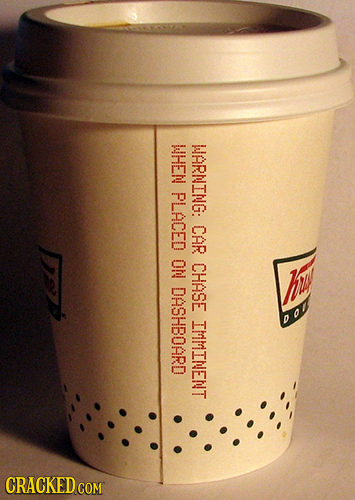 WARNING: CAR CHASE IMMINENT
WHEN PLACED ON DASHBOARD
CRACKED.COM